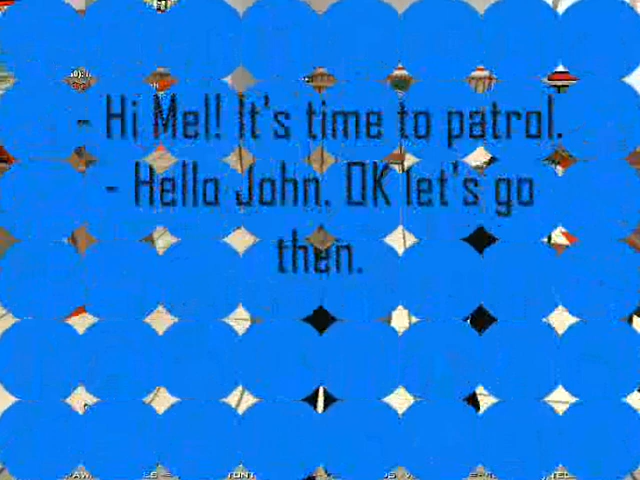 - Hi Mel! It's time to patrol.
- Hello John. OK let's go
then.